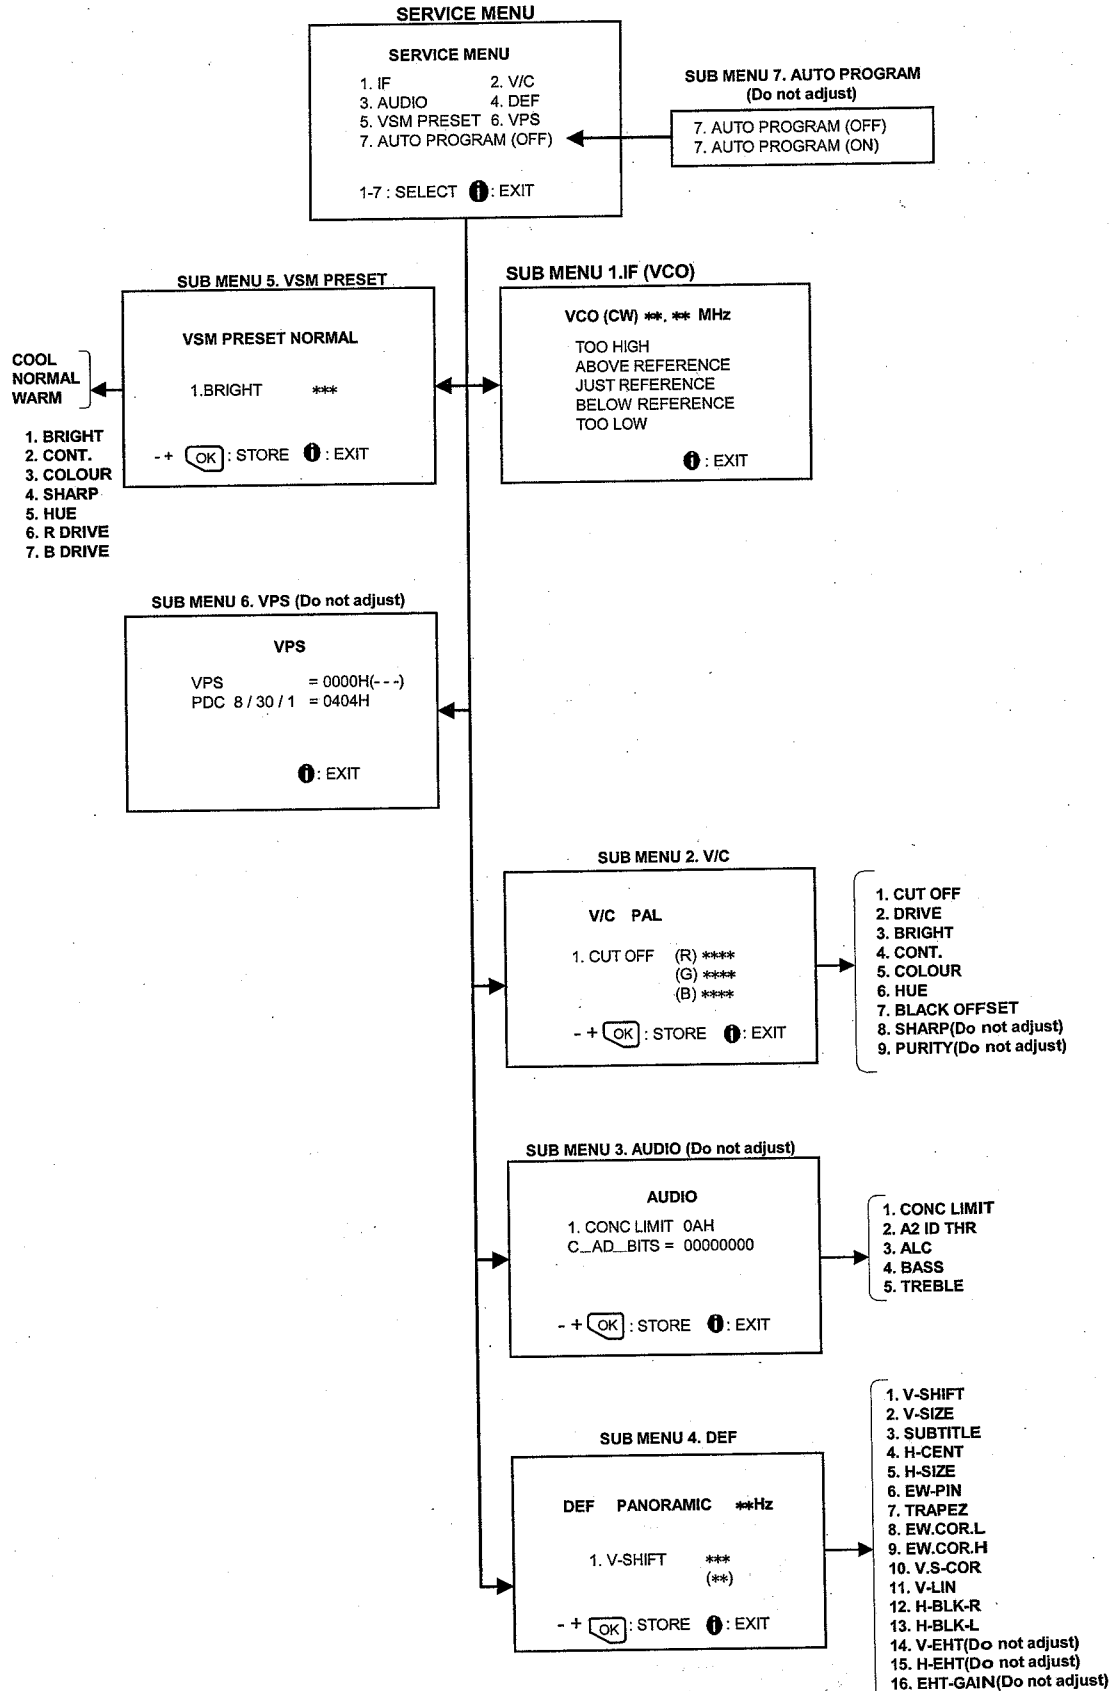 SERVICE MENU
SERVICE MENU
1. IF 2. V/C
3. AUDIO 4. DEF
5. VSM PRESET 6. VPS
7. AUTO PROGRAM (OFF)
1-7 : SELECT i : EXIT
SUB MENU 7. AUTO PROGRAM
(Do not adjust)
7. AUTO PROGRAM (OFF)
7. AUTO PROGRAM (ON)
SUB MENU 5. VSM PRESET
VSM PRESET NORMAL
1.BRIGHT ***
- + OK : STORE i : EXIT
COOL
NORMAL
WARM
1. BRIGHT
2. CONT.
3. COLOUR
4. SHARP
5. HUE
6. R DRIVE
7. B DRIVE
SUB MENU 1.IF (VCO)
VCO (CW) **. ** MHz
TOO HIGH
ABOVE REFERENCE
JUST REFERENCE
BELOW REFERENCE
TOO LOW
i : EXIT
SUB MENU 6. VPS (Do not adjust)
VPS
VPS = 0000H(- - -)
PDC 8 / 30 / 1 = 0404H
i : EXIT
SUB MENU 2. V/C
V/C PAL
1. CUT OFF (R) ****
(G) ****
(B) ****
- + OK : STORE i : EXIT
1. CUT OFF
2. DRIVE
3. BRIGHT
4. CONT.
5. COLOUR
6. HUE
7. BLACK OFFSET
8. SHARP(Do not adjust)
9. PURITY(Do not adjust)
SUB MENU 3. AUDIO (Do not adjust)
AUDIO
1. CONC LIMIT 0AH
C_AD_BITS = 00000000
- + OK : STORE i : EXIT
1. CONC LIMIT
2. A2 ID THR
3. ALC
4. BASS
5. TREBLE
SUB MENU 4. DEF
DEF PANORAMIC **Hz
1. V-SHIFT ***
(**)
- + OK : STORE i : EXIT
1. V-SHIFT
2. V-SIZE
3. SUBTITLE
4. H-CENT
5. H-SIZE
6. EW-PIN
7. TRAPEZ
8. EW.COR.L
9. EW.COR.H
10. V.S-COR
11. V-LIN
12. H-BLK-R
13. H-BLK-L
14. V-EHT(Do not adjust)
15. H-EHT(Do not adjust)
16. EHT-GAIN(Do not adjust)